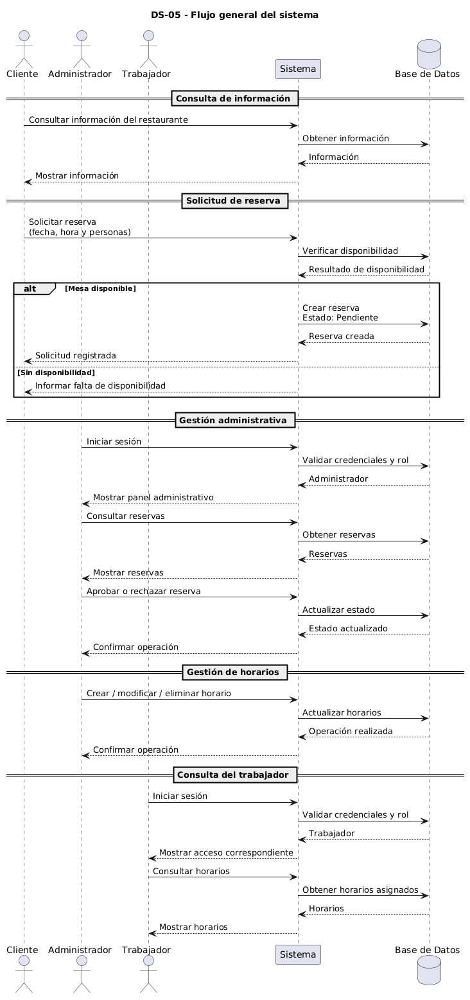 DS-05 - Flujo general del sistema
Cliente
Administrador
Trabajador
Sistema
Base de Datos
Consulta de información
Consultar información del restaurante
Obtener información
Información
Mostrar información
Solicitud de reserva
Solicitar reserva
(fecha, hora y personas)
Verificar disponibilidad
Resultado de disponibilidad
alt [Mesa disponible]
Crear reserva
Estado: Pendiente
Reserva creada
Solicitud registrada
[Sin disponibilidad]
Informar falta de disponibilidad
Gestión administrativa
Iniciar sesión
Validar credenciales y rol
Administrador
Mostrar panel administrativo
Consultar reservas
Obtener reservas
Reservas
Mostrar reservas
Aprobar o rechazar reserva
Actualizar estado
Estado actualizado
Confirmar operación
Gestión de horarios
Crear / modificar / eliminar horario
Actualizar horarios
Operación realizada
Confirmar operación
Consulta del trabajador
Iniciar sesión
Validar credenciales y rol
Trabajador
Mostrar acceso correspondiente
Consultar horarios
Obtener horarios asignados
Horarios
Mostrar horarios
Cliente
Administrador
Trabajador
Sistema
Base de Datos